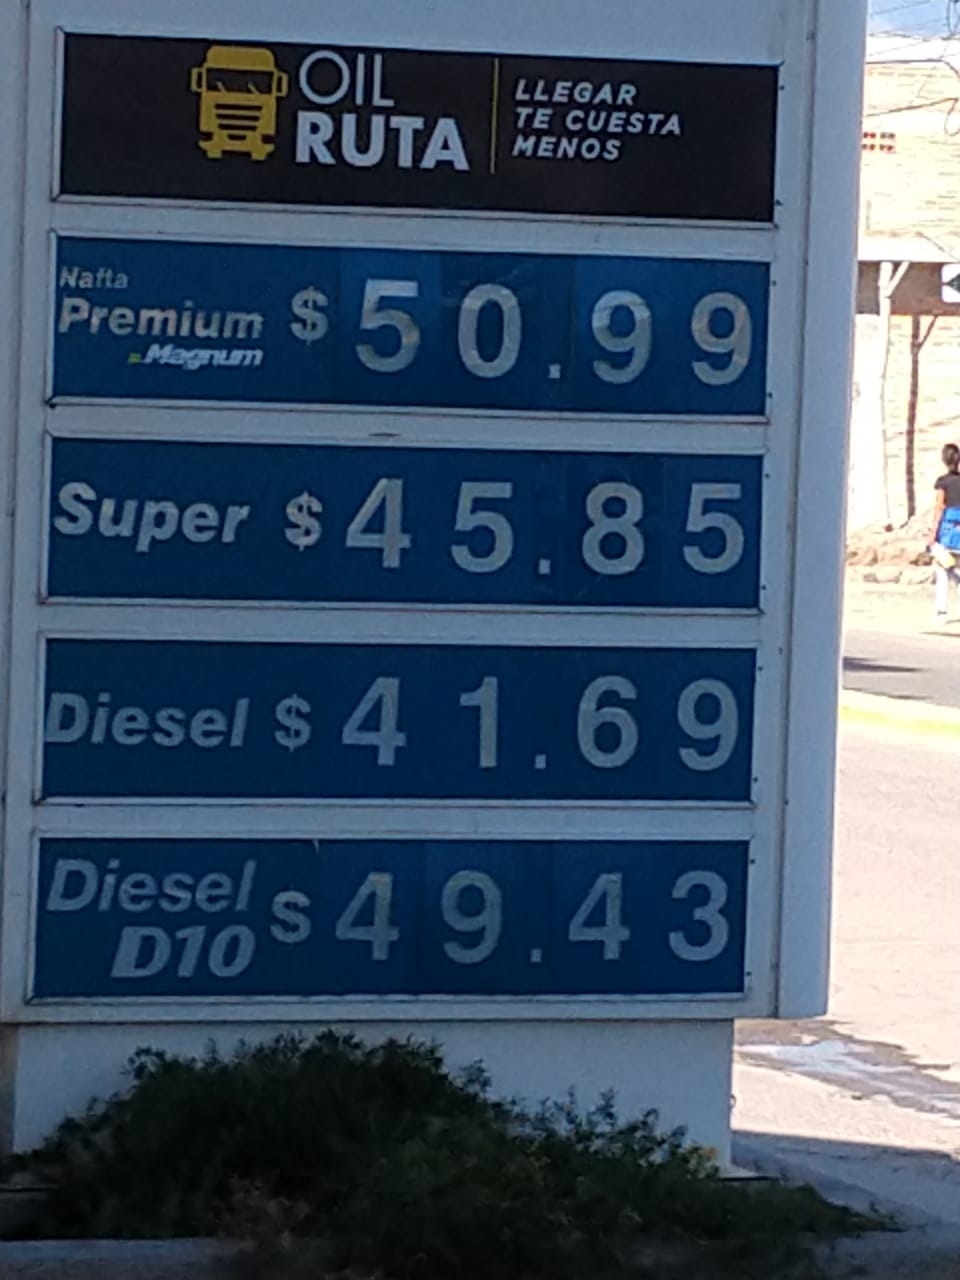 OIL
RUTA
LLEGAR
TE CUESTA
MENOS
Nafta
Premium $ 50.99
Magnum
Super $ 45.85
Diesel $ 41.69
Diesel
D10 $ 49.43